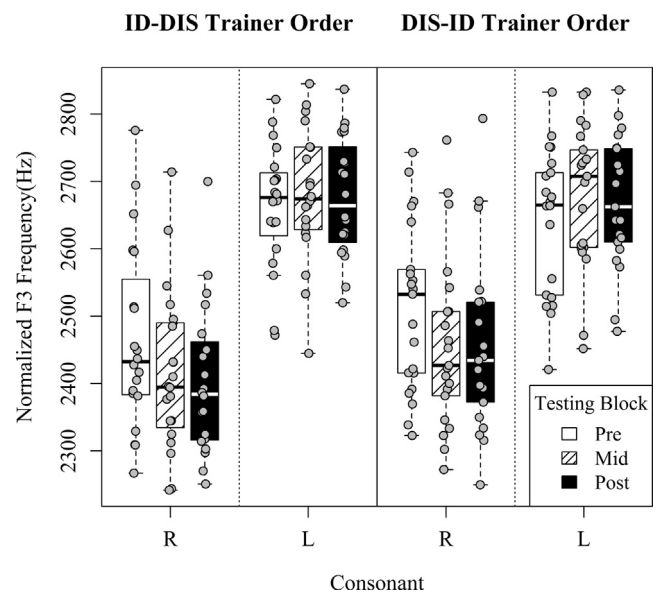 ID-DIS Trainer Order
DIS-ID Trainer Order
Normalized F3 Frequency(Hz)
2800
2700
2600
2500
2400
2300
Testing Block
Pre
Mid
Post
R
L
R
L
Consonant